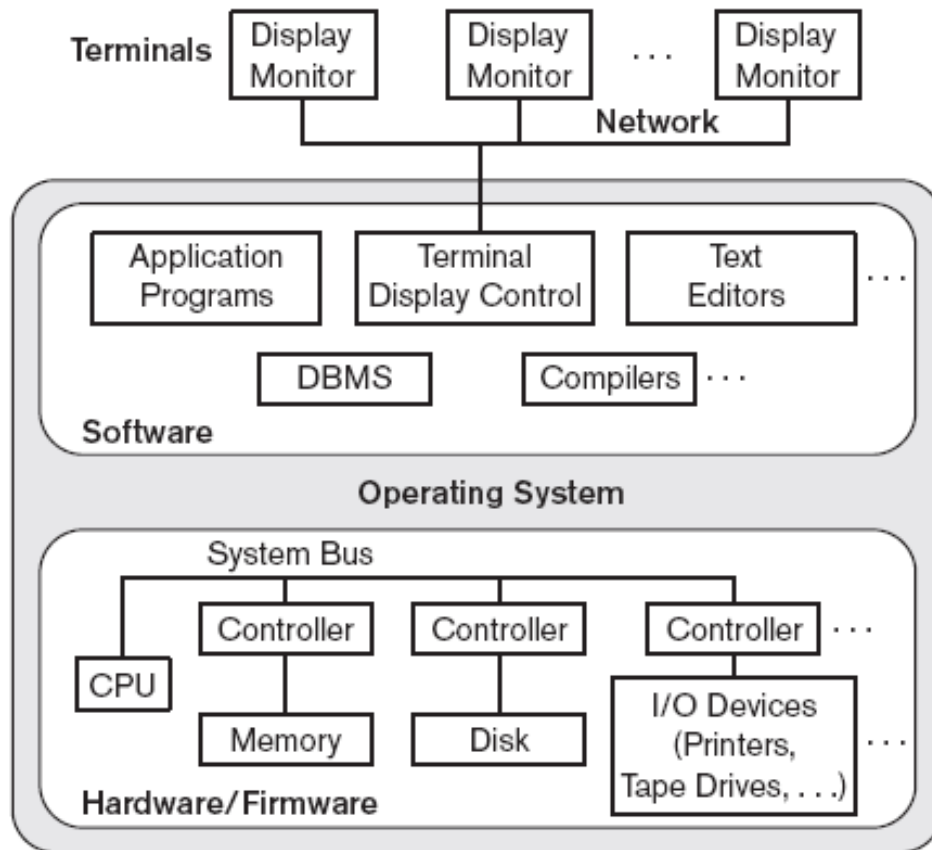 Terminals
Display
Monitor
Display
Monitor
. . .
Display
Monitor
Network
Application
Programs
Terminal
Display Control
Text
Editors
. . .
DBMS
Compilers
. . .
Software
Operating System
System Bus
Controller
Controller
Controller
. . .
CPU
Memory
Disk
I/O Devices
(Printers,
Tape Drives, . . .)
. . .
Hardware/Firmware